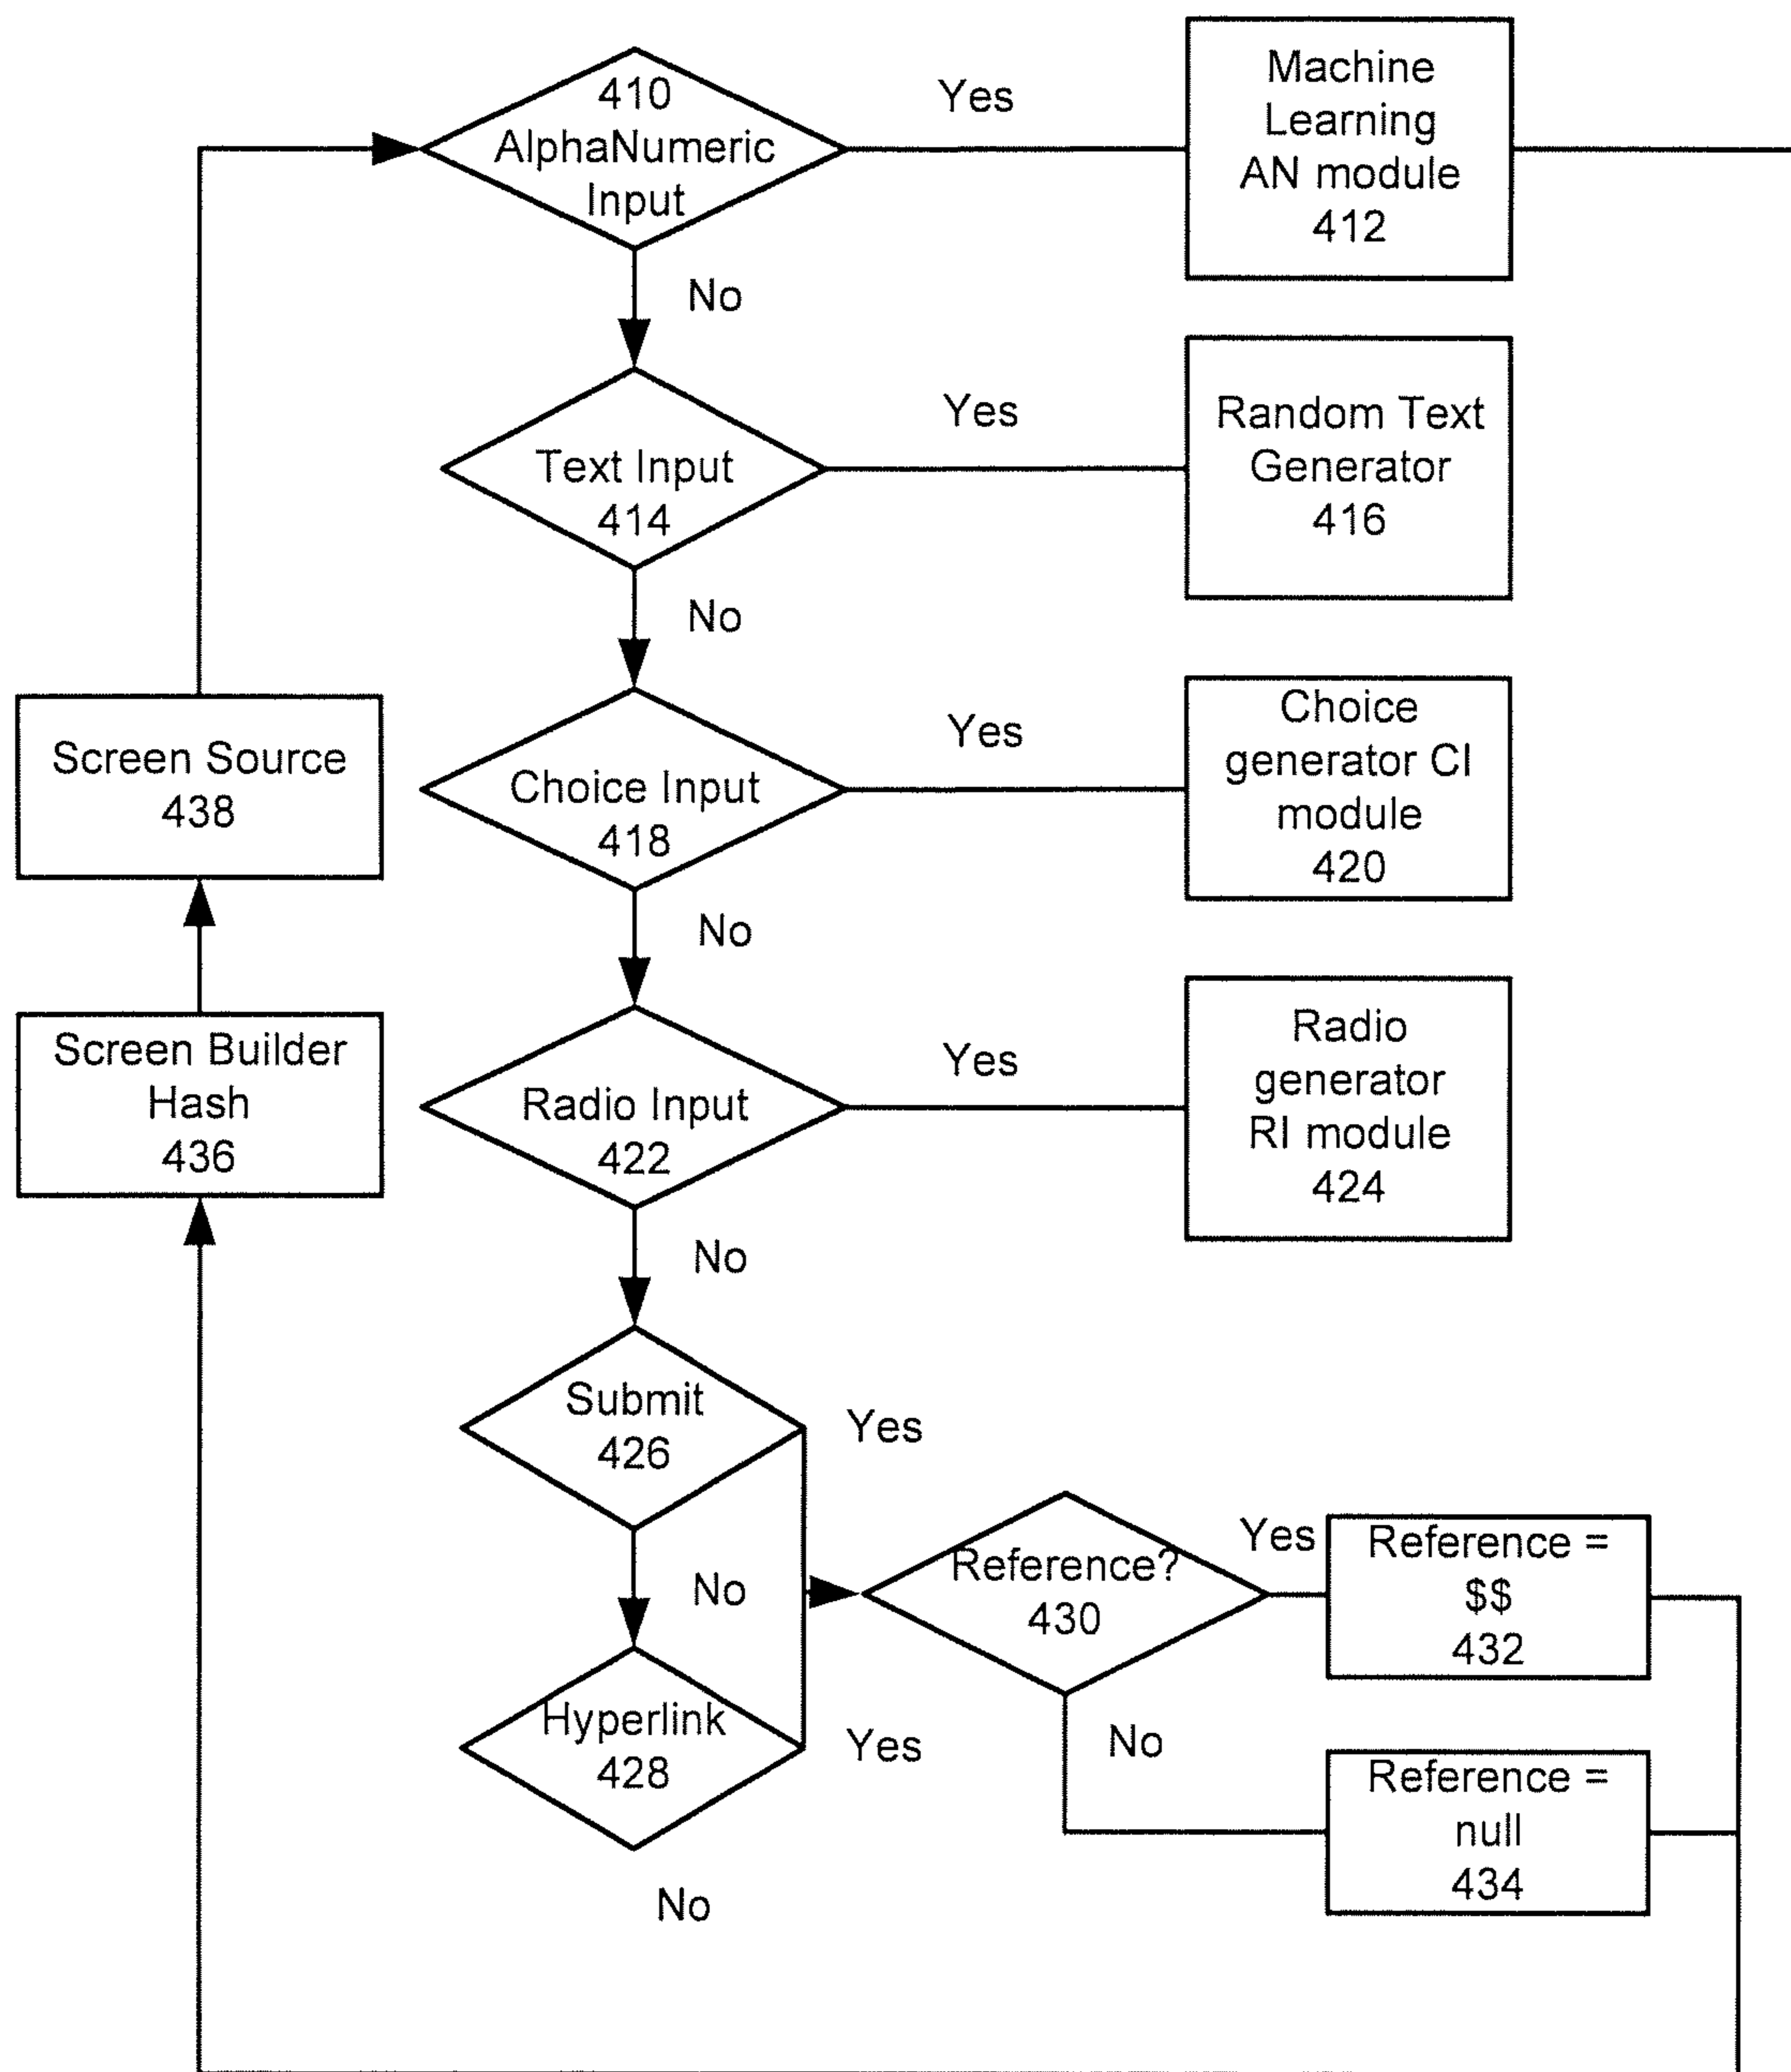 410
AlphaNumeric
Input
Yes
Machine
Learning
AN module
412
No
Text Input
414
Yes
Random Text
Generator
416
No
Screen Source
438
Choice Input
418
Yes
Choice
generator CI
module
420
No
Screen Builder
Hash
436
Radio Input
422
Yes
Radio
generator
RI module
424
No
Submit
426
Yes
No
Reference?
430
Yes
Reference =
$$
432
Hyperlink
428
Yes
No
Reference =
null
434
No